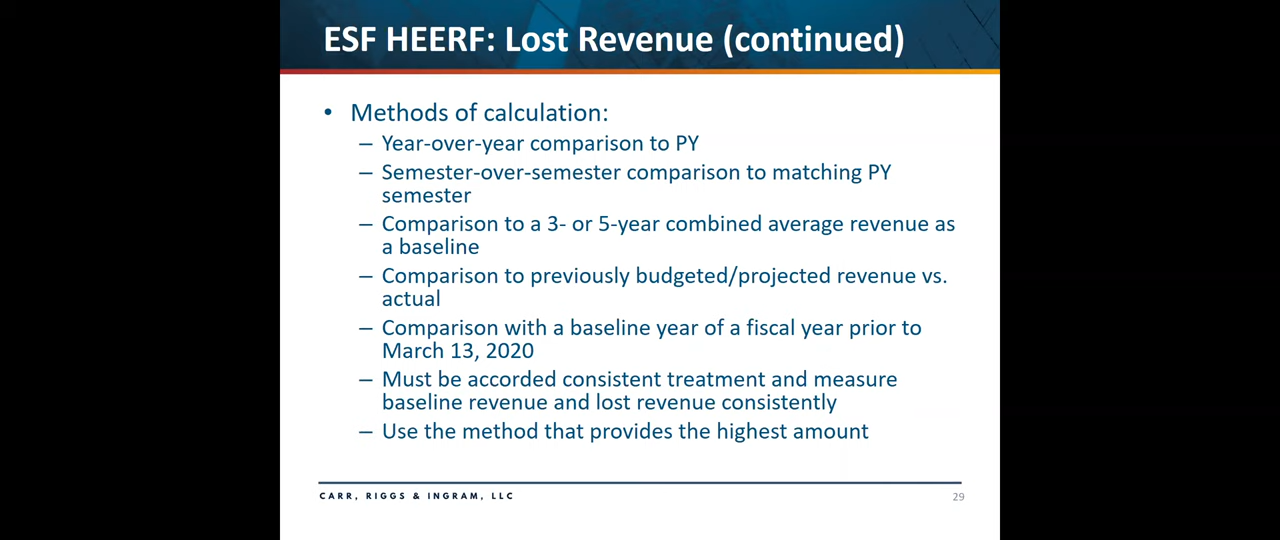 ESF HEERF: Lost Revenue (continued)
• Methods of calculation:
– Year-over-year comparison to PY
– Semester-over-semester comparison to matching PY
semester
– Comparison to a 3- or 5-year combined average revenue as
a baseline
– Comparison to previously budgeted/projected revenue vs.
actual
– Comparison with a baseline year of a fiscal year prior to
March 13, 2020
– Must be accorded consistent treatment and measure
baseline revenue and lost revenue consistently
– Use the method that provides the highest amount
CARR, RIGGS & INGRAM, LLC
29